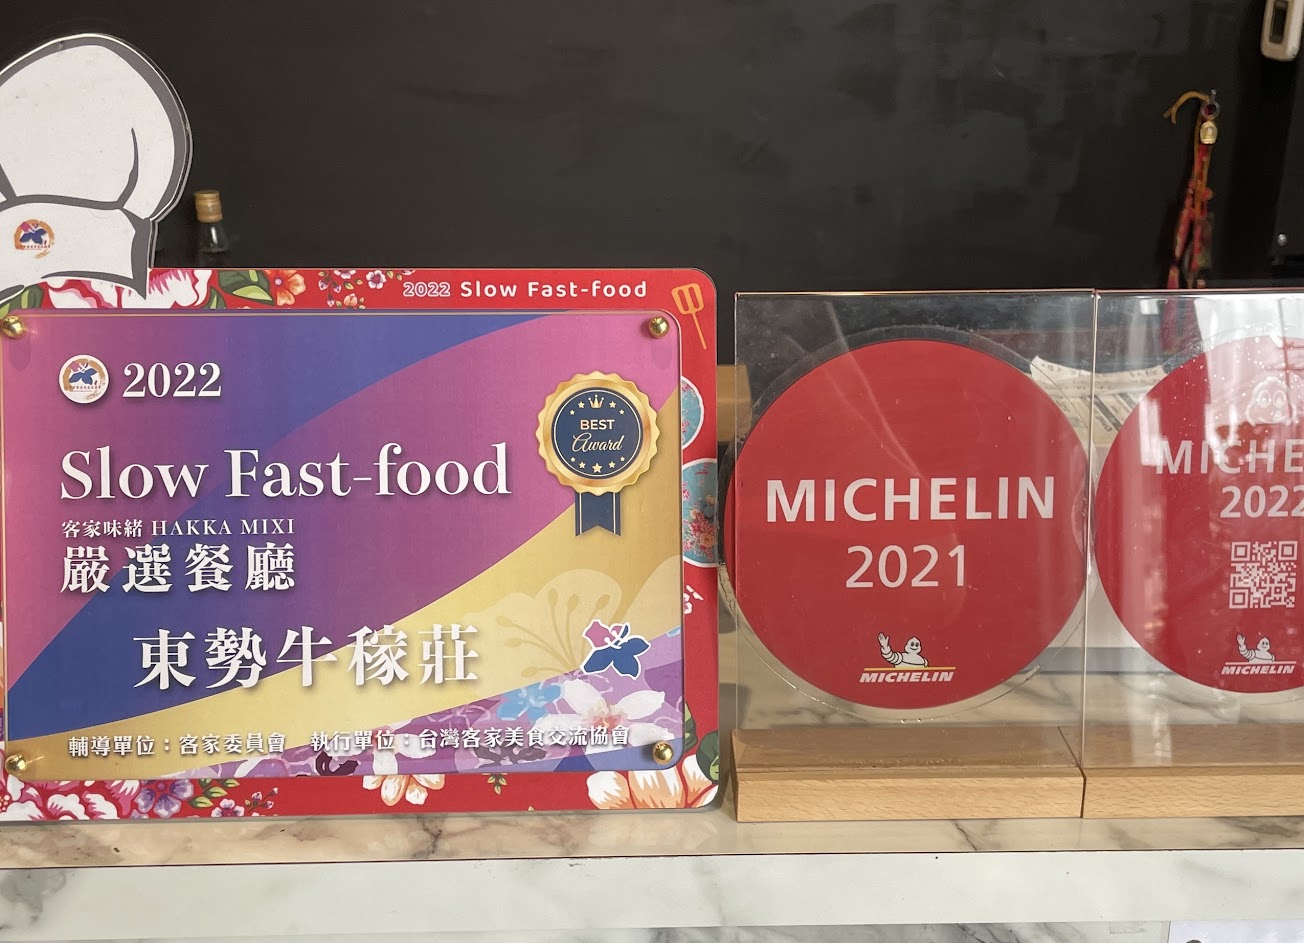 2022 Slow Fast-food
2022
Slow Fast-food
客家味緒 HAKKA MIXI
嚴選餐廳
東勢牛稼莊
輔導單位：客家委員會 執行單位：台灣客家美食交流協會
BEST
Award
MICHELIN
2021
MICHELIN
MICHE
2022
MICHELIN